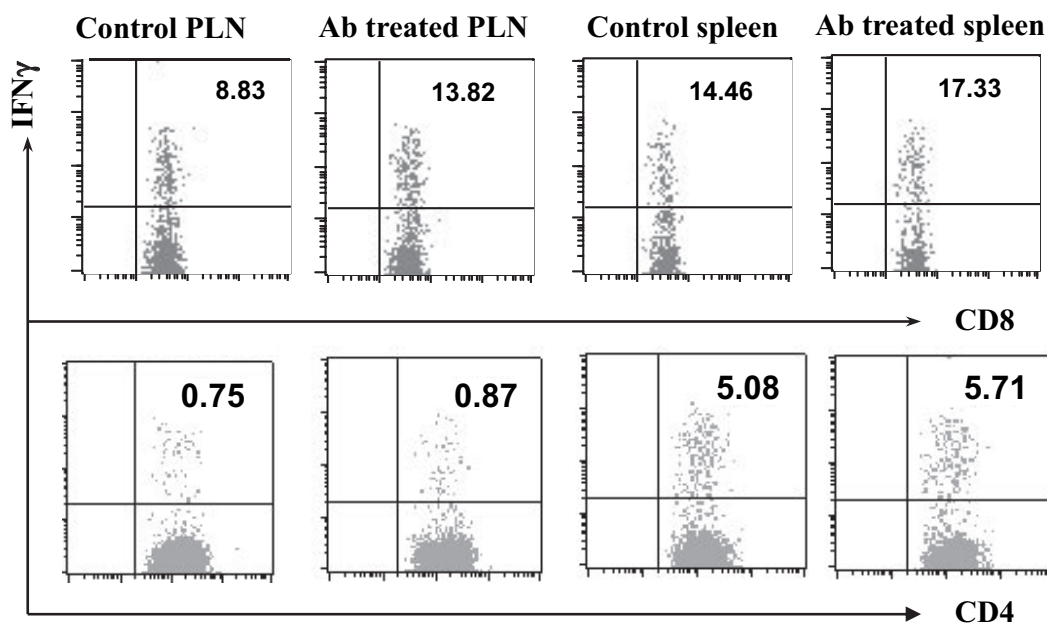 Control PLN
Ab treated PLN
Control spleen
Ab treated spleen
IFNγ
8.83
13.82
14.46
17.33
CD8
0.75
0.87
5.08
5.71
CD4